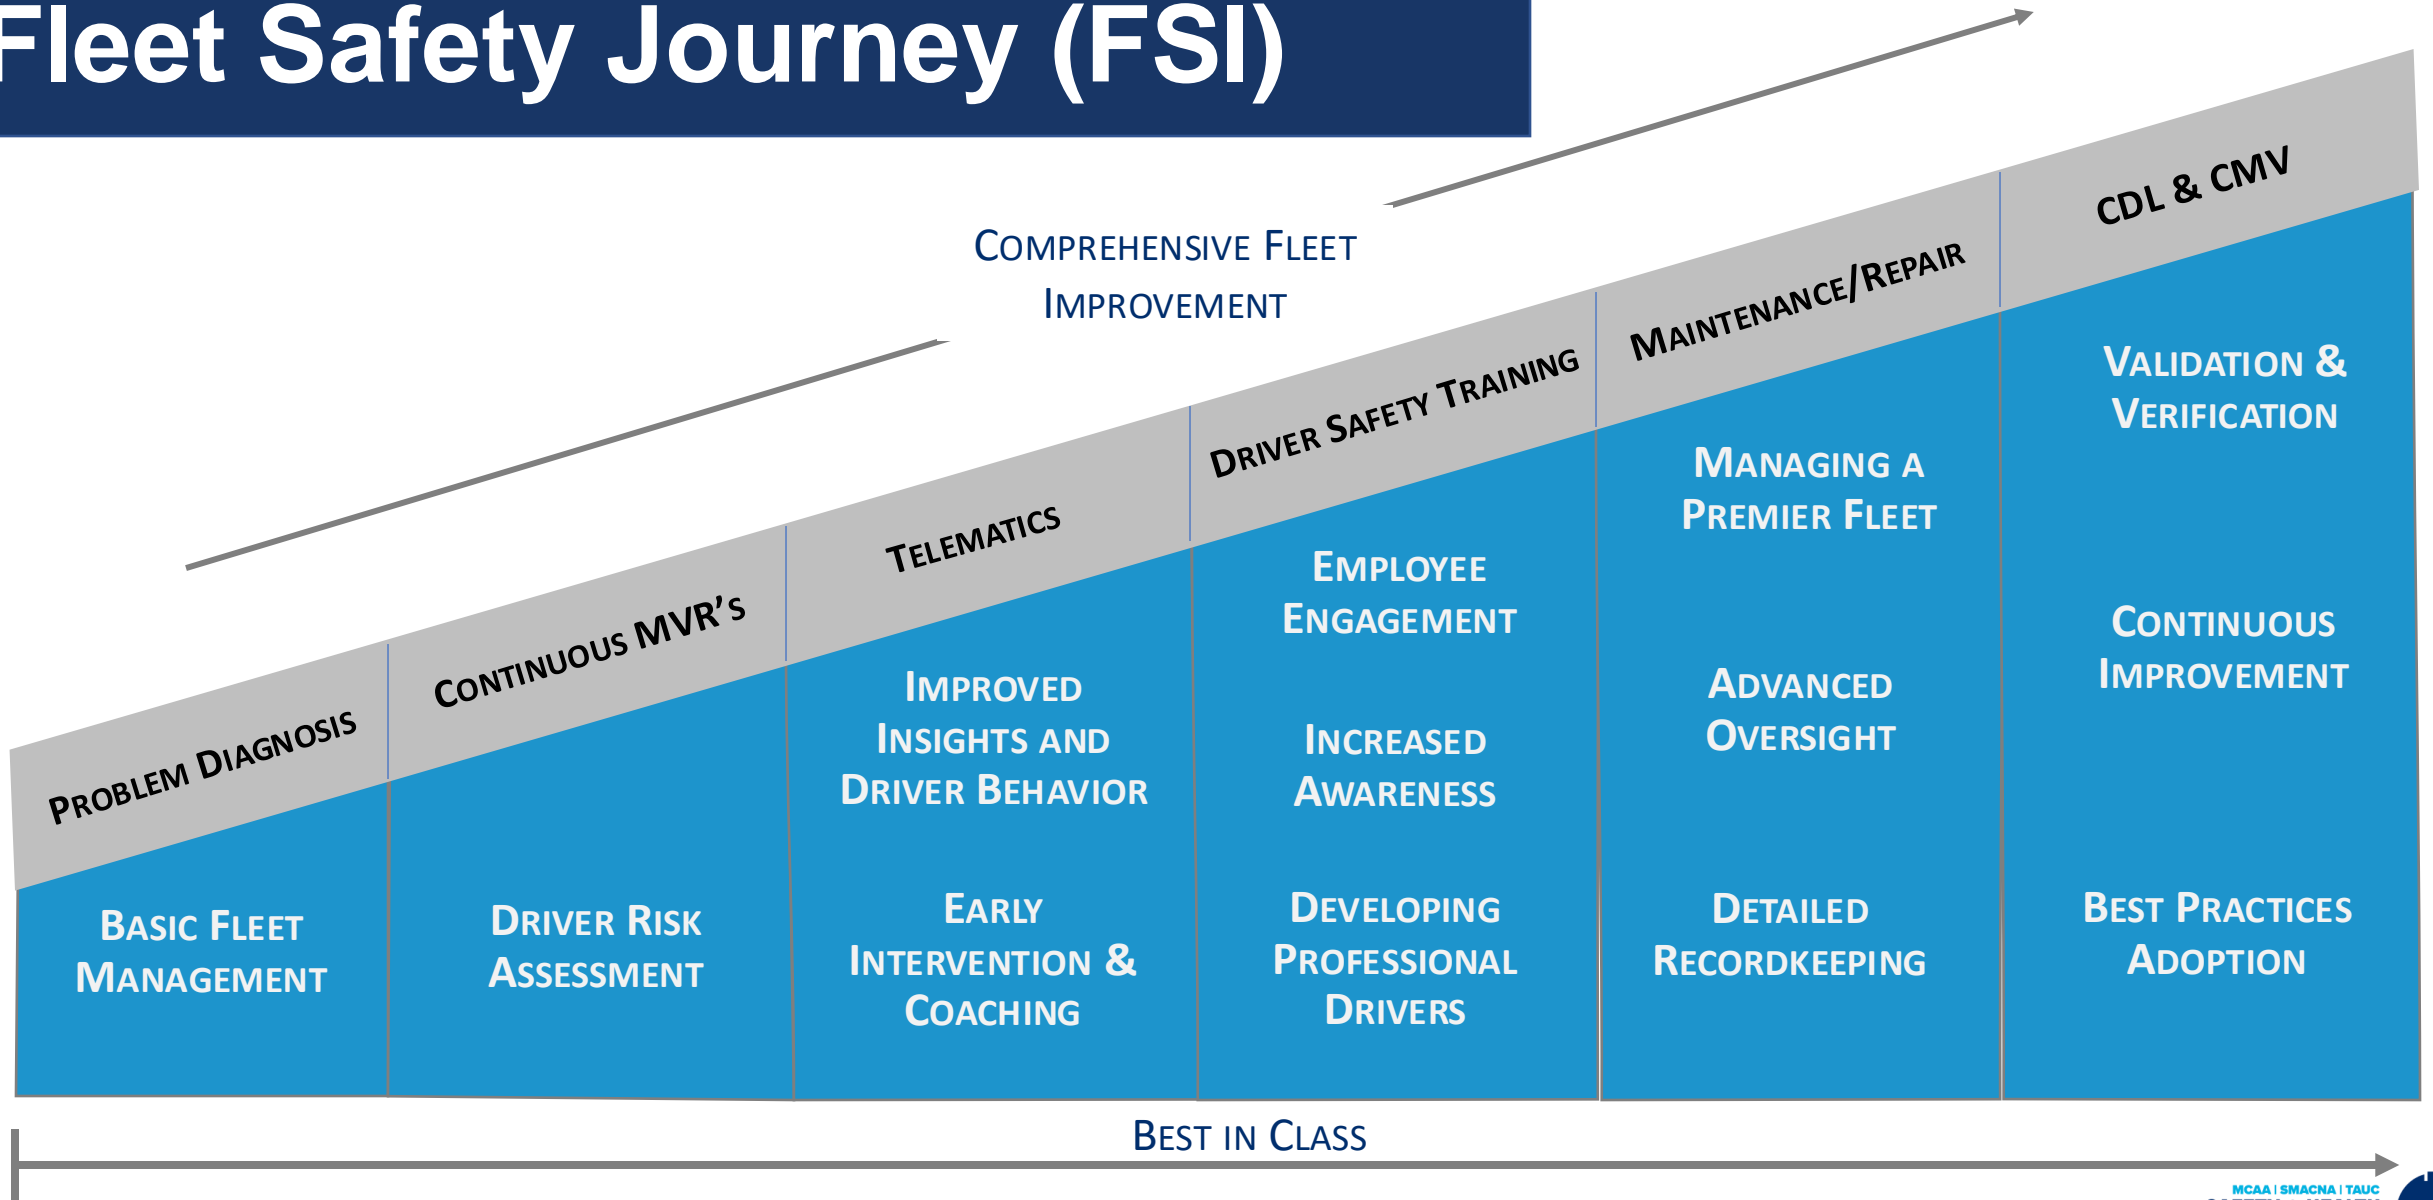 Fleet Safety Journey (FSI)
Comprehensive Fleet
Improvement
Problem Diagnosis
Continuous MVR's
Telematics
Driver Safety Training
Maintenance/Repair
CDL & CMV
Basic Fleet
Management
Driver Risk
Assessment
Improved
Insights and
Driver Behavior
Early
Intervention &
Coaching
Employee
Engagement
Increased
Awareness
Developing
Professional
Drivers
Managing a
Premier Fleet
Advanced
Oversight
Detailed
Recordkeeping
Validation &
Verification
Continuous
Improvement
Best Practices
Adoption
Best in Class
MCAA | SMACNA | TAUC